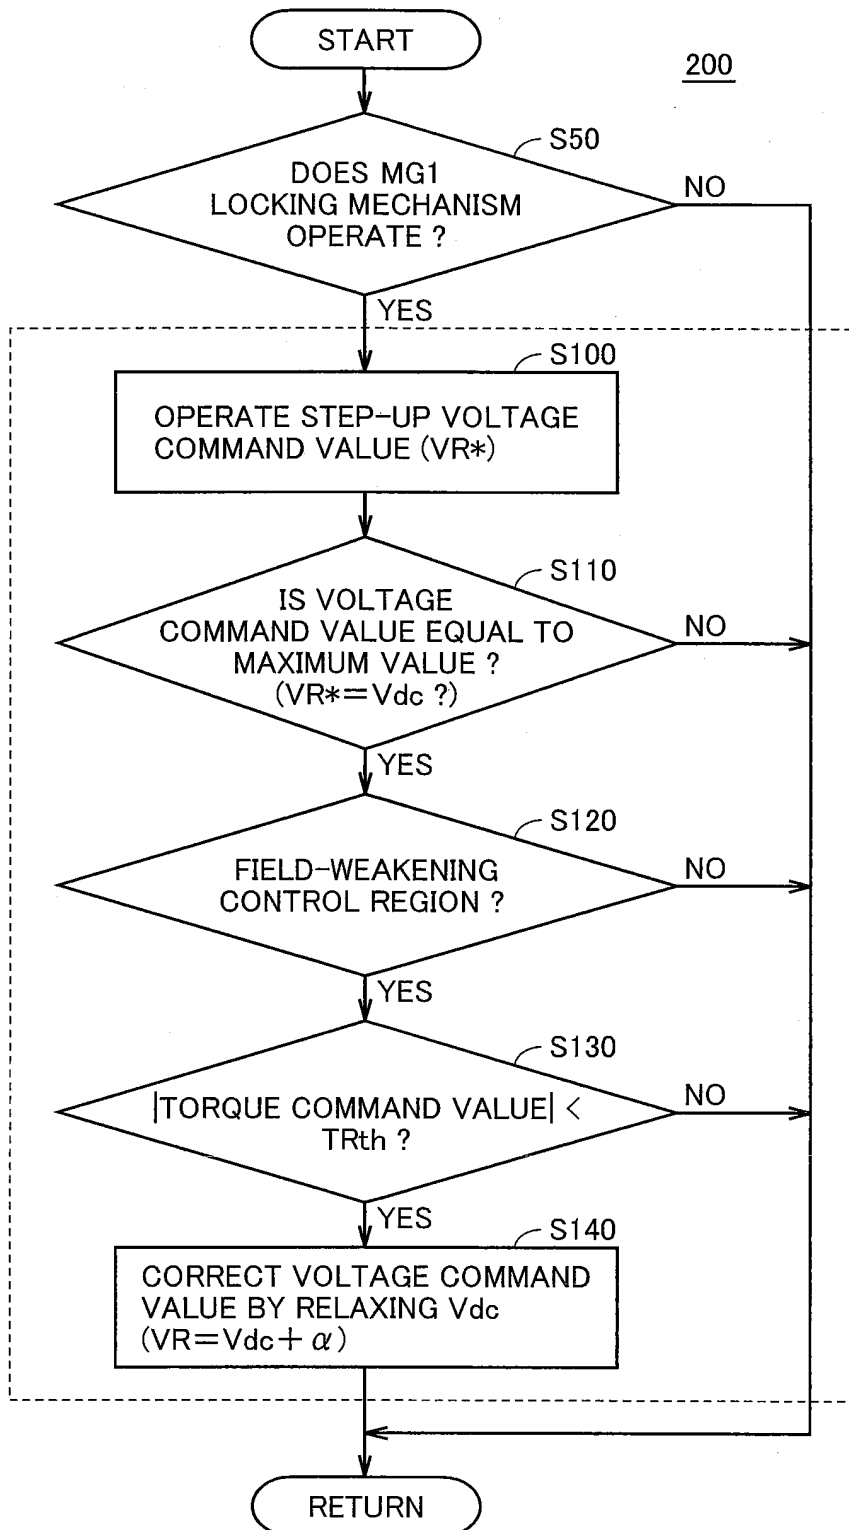 START
200
S50
DOES MG1
LOCKING MECHANISM
OPERATE ?
NO
YES
S100
OPERATE STEP-UP VOLTAGE
COMMAND VALUE (VR*)
S110
IS VOLTAGE
COMMAND VALUE EQUAL TO
MAXIMUM VALUE ?
(VR*=Vdc ?)
NO
YES
S120
FIELD-WEAKENING
CONTROL REGION ?
NO
YES
S130
|TORQUE COMMAND VALUE| <
TRth ?
NO
YES
S140
CORRECT VOLTAGE COMMAND
VALUE BY RELAXING Vdc
(VR=Vdc+ α)
RETURN